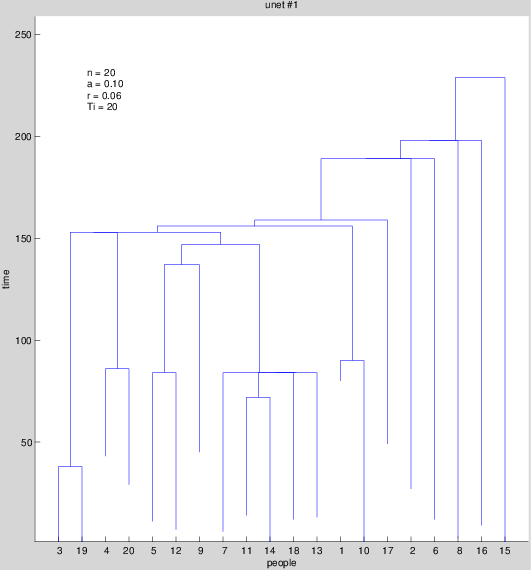 unet #1
250
n = 20
a = 0.10
r = 0.06
Ti = 20
200
150
time
100
50
3 19 4 20 5 12 9 7 11 14 18 13 1 10 17 2 6 8 16 15
people